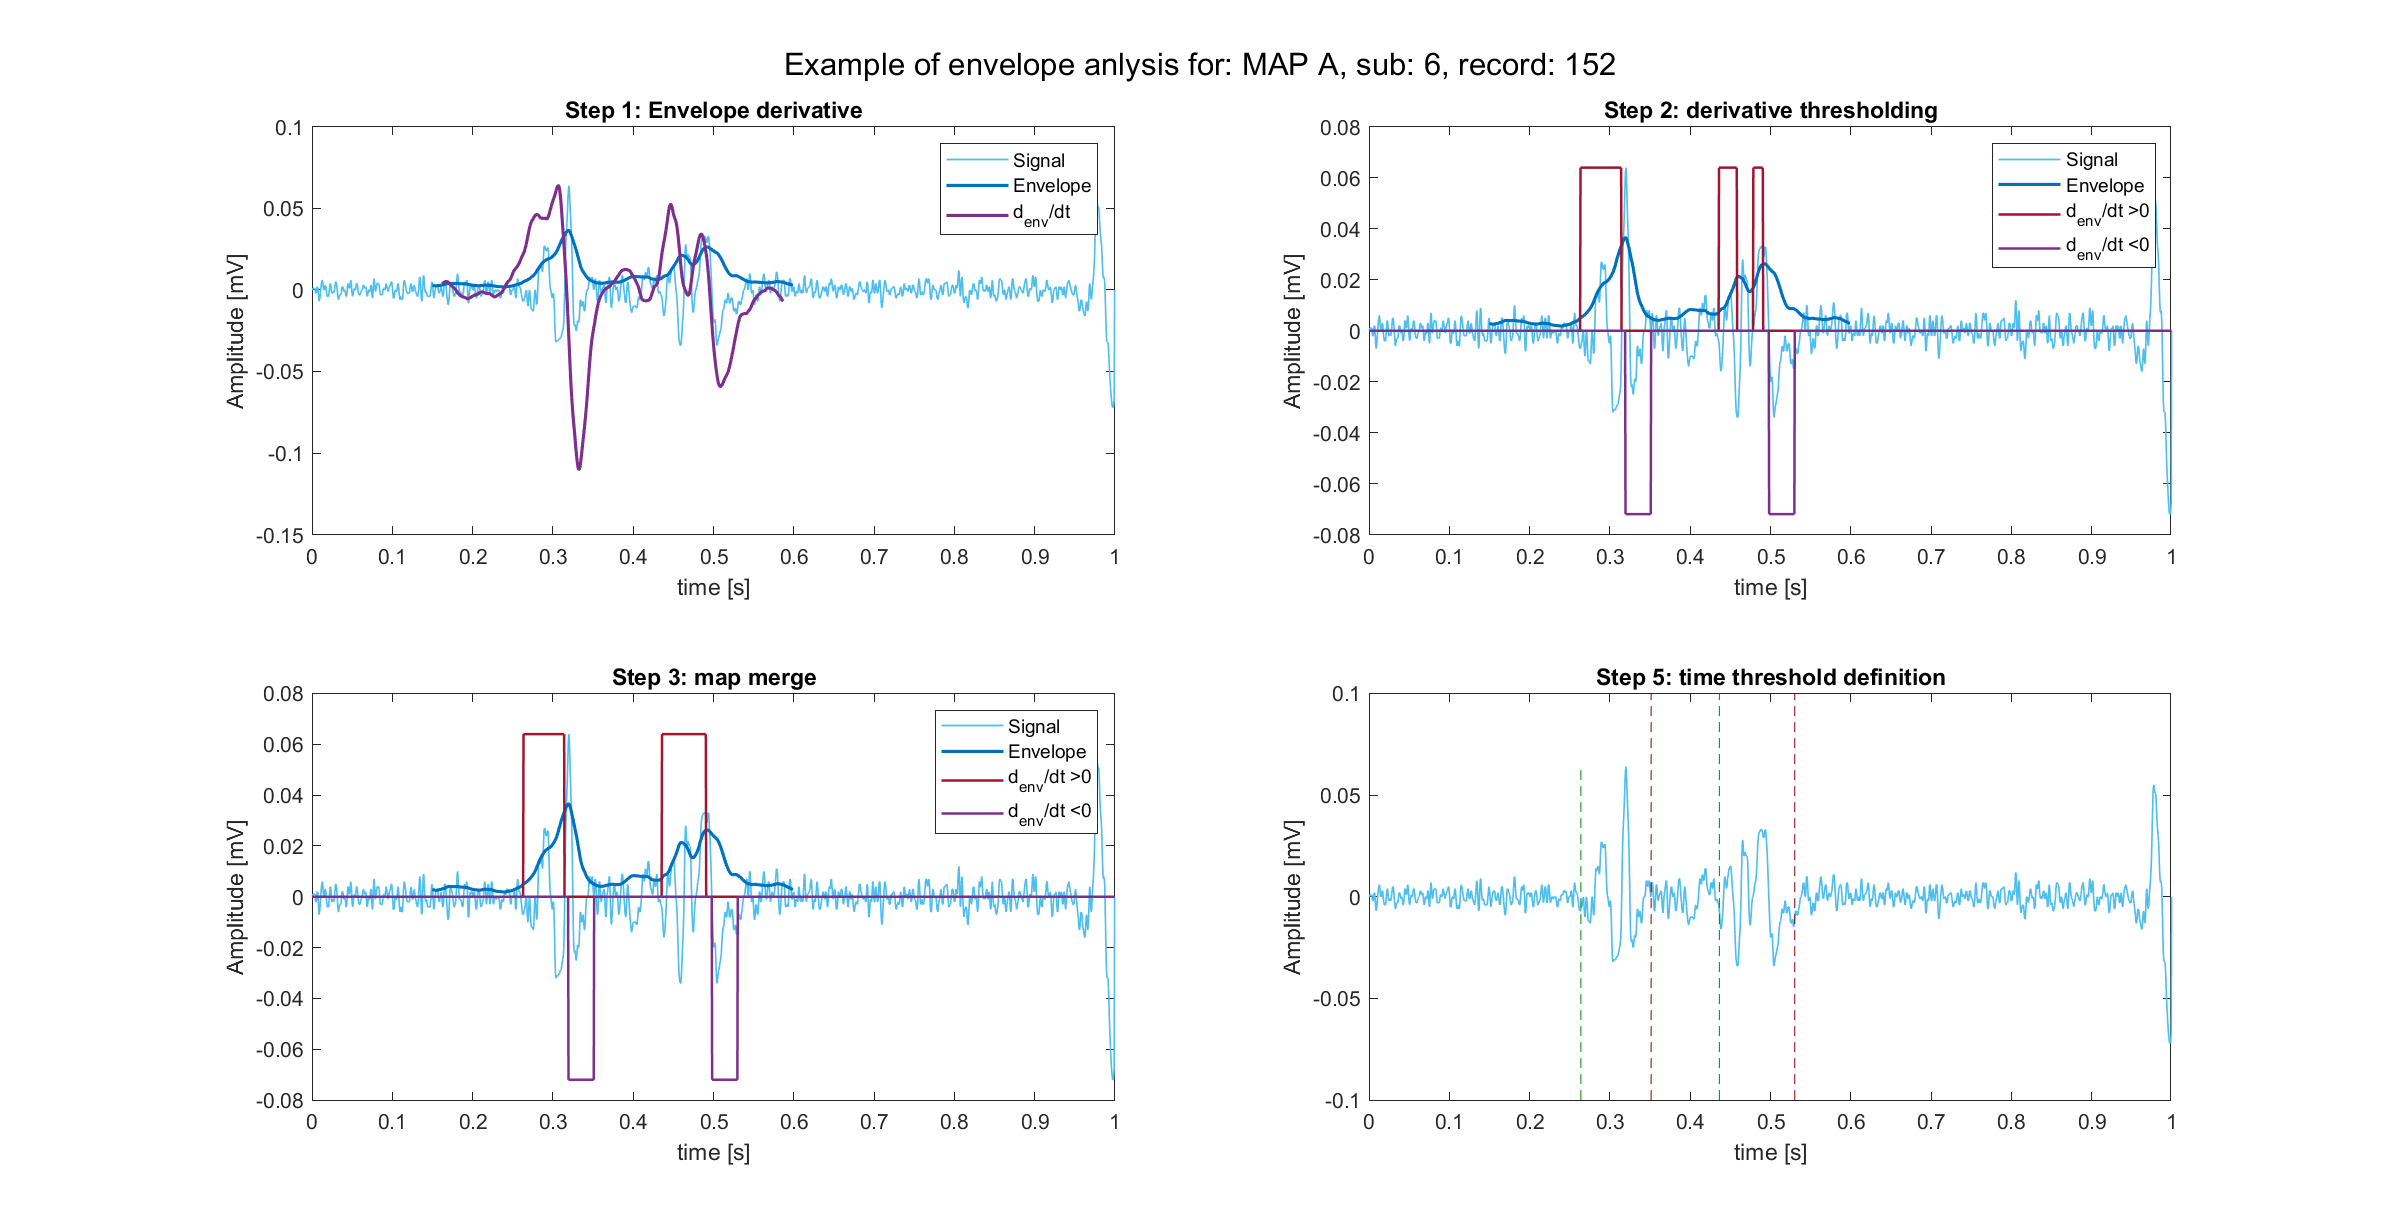 Example of envelope anlysis for: MAP A, sub: 6, record: 152
Step 1: Envelope derivative
0.1
0.05
0
-0.05
-0.1
-0.15
Amplitude [mV]
Signal
Envelope
d_env/dt
0 0.1 0.2 0.3 0.4 0.5 0.6 0.7 0.8 0.9 1
time [s]
Step 2: derivative thresholding
0.08
0.06
0.04
0.02
0
-0.02
-0.04
-0.06
-0.08
Amplitude [mV]
Signal
Envelope
d_env/dt >0
d_env/dt <0
0 0.1 0.2 0.3 0.4 0.5 0.6 0.7 0.8 0.9 1
time [s]
Step 3: map merge
0.08
0.06
0.04
0.02
0
-0.02
-0.04
-0.06
-0.08
Amplitude [mV]
Signal
Envelope
d_env/dt >0
d_env/dt <0
0 0.1 0.2 0.3 0.4 0.5 0.6 0.7 0.8 0.9 1
time [s]
Step 5: time threshold definition
0.1
0.05
0
-0.05
-0.1
Amplitude [mV]
0 0.1 0.2 0.3 0.4 0.5 0.6 0.7 0.8 0.9 1
time [s]